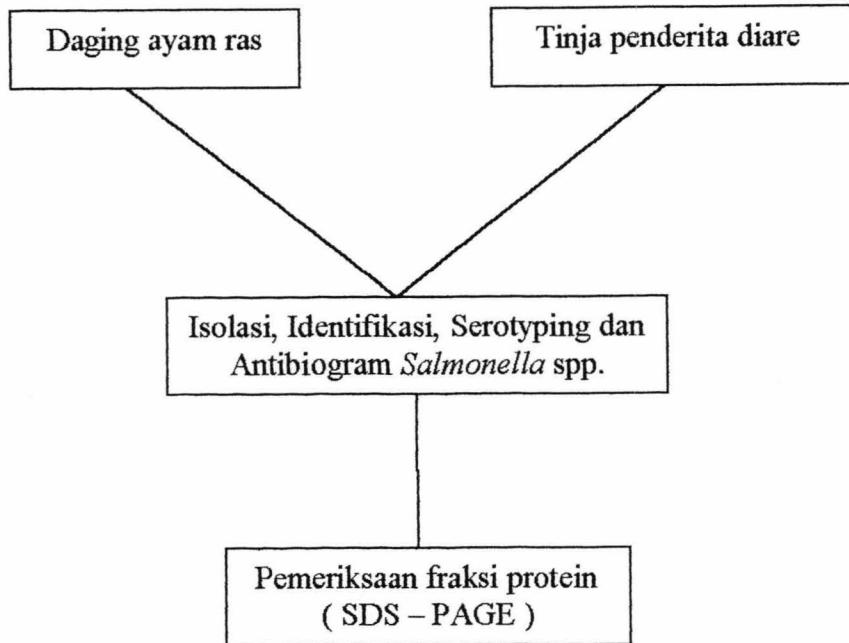 Daging ayam ras
Tinja penderita diare
Isolasi, Identifikasi, Serotyping dan
Antibiogram Salmonella spp.
Pemeriksaan fraksi protein
( SDS – PAGE )